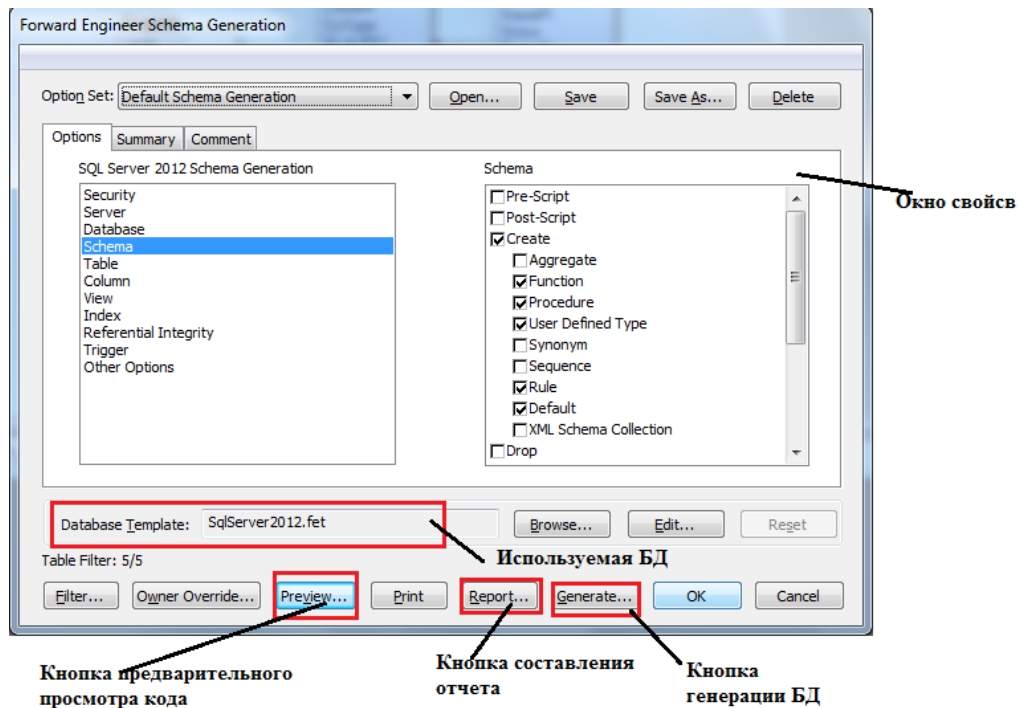 Forward Engineer Schema Generation
Option Set: Default Schema Generation Open... Save Save As... Delete
Options Summary Comment
SQL Server 2012 Schema Generation
Security
Server
Database
Schema
Table
Column
View
Index
Referential Integrity
Trigger
Other Options
Schema
Pre-Script
Post-Script
Create
Aggregate
Function
Procedure
User Defined Type
Synonym
Sequence
Rule
Default
XML Schema Collection
Drop
Окно свойсв
Database Template: SqlServer2012.fet Browse... Edit... Reset
Используемая БД
Table Filter: 5/5
Filter... Owner Override... Preview... Print Report... Generate... OK Cancel
Кнопка предварительного
просмотра кода
Кнопка составления
отчета
Кнопка
генерации БД